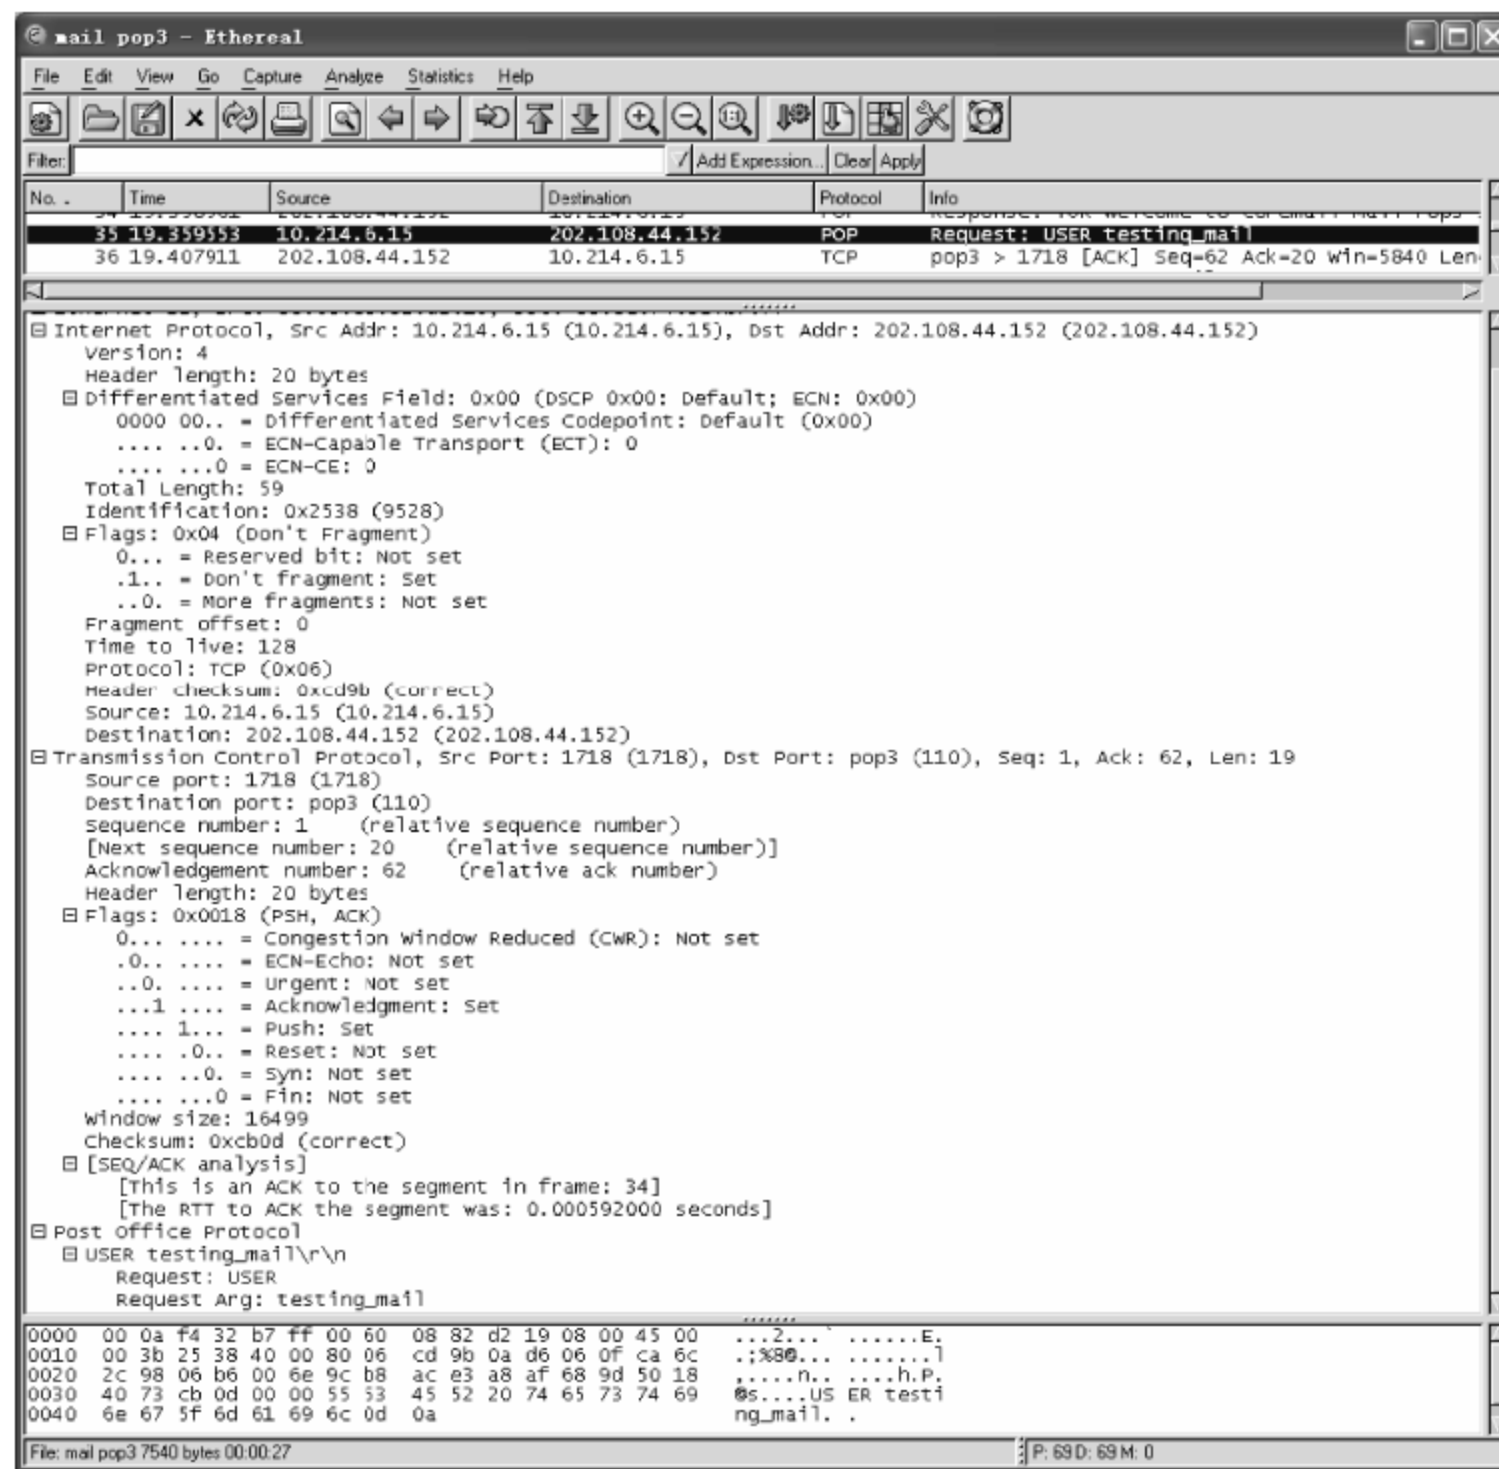 mail pop3 - Ethereal
File Edit View Go Capture Analyze Statistics Help
Filter: Add Expression... Clear Apply
No. . Time Source Destination Protocol Info
35 19.359553 10.214.6.15 202.108.44.152 POP Request: USER testing_mail
36 19.407911 202.108.44.152 10.214.6.15 TCP pop3 > 1718 [ACK] Seq=62 Ack=20 Win=5840 Len
Internet Protocol, Src Addr: 10.214.6.15 (10.214.6.15), Dst Addr: 202.108.44.152 (202.108.44.152)
Version: 4
Header length: 20 bytes
Differentiated Services Field: 0x00 (DSCP 0x00: Default; ECN: 0x00)
0000 00.. = Differentiated Services Codepoint: Default (0x00)
.... ..0. = ECN-Capable Transport (ECT): 0
.... ...0 = ECN-CE: 0
Total Length: 59
Identification: 0x2538 (9528)
Flags: 0x04 (Don't Fragment)
0... = Reserved bit: Not set
.1.. = Don't fragment: Set
..0. = More fragments: Not set
Fragment offset: 0
Time to live: 128
Protocol: TCP (0x06)
Header checksum: 0xcd9b (correct)
Source: 10.214.6.15 (10.214.6.15)
Destination: 202.108.44.152 (202.108.44.152)
Transmission Control Protocol, Src Port: 1718 (1718), Dst Port: pop3 (110), Seq: 1, Ack: 62, Len: 19
Source port: 1718 (1718)
Destination port: pop3 (110)
Sequence number: 1 (relative sequence number)
[Next sequence number: 20 (relative sequence number)]
Acknowledgement number: 62 (relative ack number)
Header length: 20 bytes
Flags: 0x0018 (PSH, ACK)
0... .... = Congestion Window Reduced (CWR): Not set
.0.. .... = ECN-Echo: Not set
..0. .... = Urgent: Not set
...1 .... = Acknowledgment: Set
.... 1... = Push: Set
.... .0.. = Reset: Not set
.... ..0. = Syn: Not set
.... ...0 = Fin: Not set
Window size: 16499
Checksum: 0xcb0d (correct)
[SEQ/ACK analysis]
[This is an ACK to the segment in frame: 34]
[The RTT to ACK the segment was: 0.000592000 seconds]
Post Office Protocol
USER testing_mail\r\n
Request: USER
Request Arg: testing_mail
0000 00 0a f4 32 b7 ff 00 60 08 82 d2 19 08 00 45 00 ...2...` ......E.
0010 00 3b 25 38 40 00 80 06 cd 9b 0a d6 06 0f ca 6c .;%8@... .......l
0020 2c 98 06 b6 00 6e 9c b8 ac e3 a8 af 68 9d 50 18 ,....n.. ....h.P.
0030 40 73 cb 0d 00 00 55 53 45 52 20 74 65 73 74 69 @s....US ER testi
0040 6e 67 5f 6d 61 69 6c 0d 0a ng_mail. .
File: mail pop3 7540 bytes 00:00:27 P: 69 D: 69 M: 0